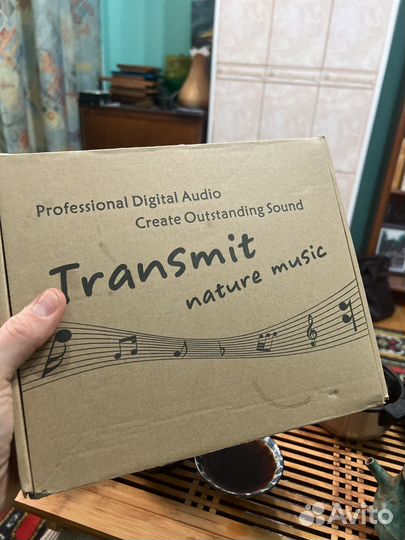 Professional Digital Audio
Create Outstanding Sound
Transmit
nature music
Avito